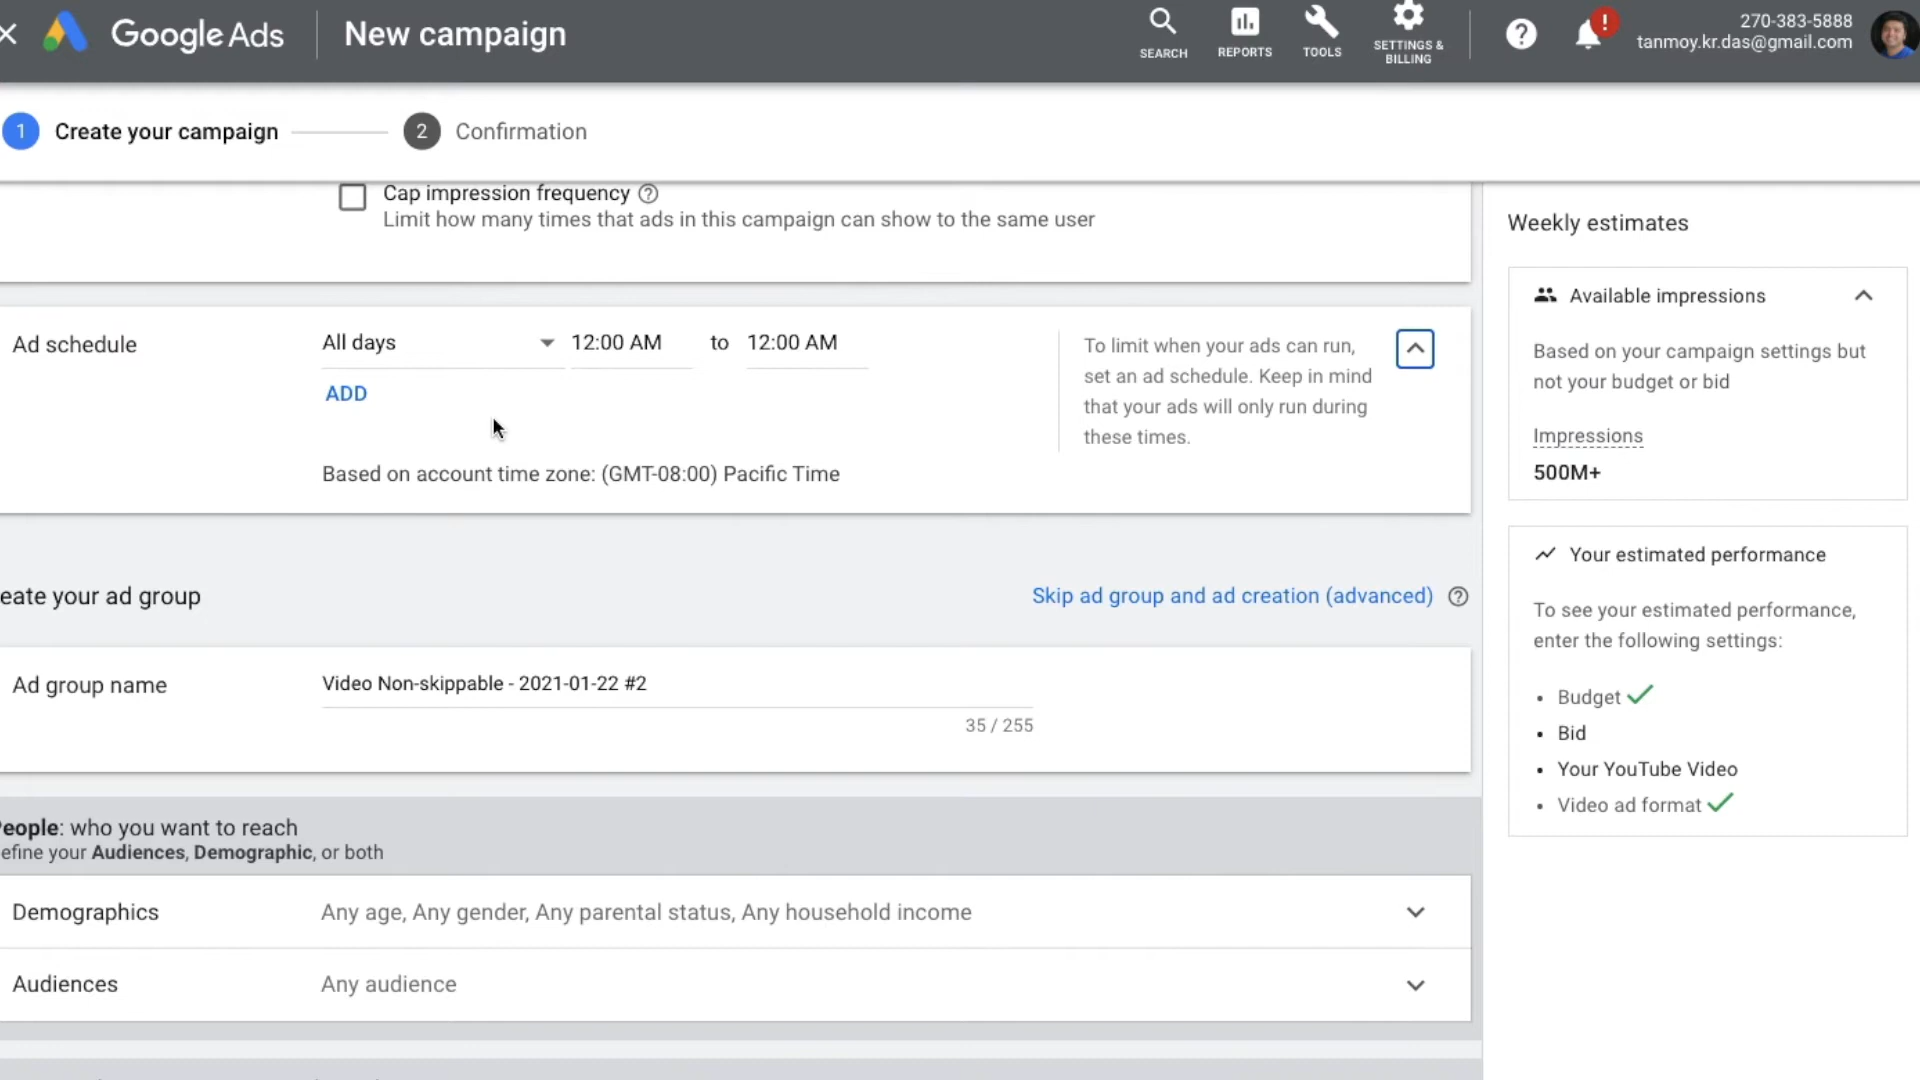 Google Ads
New campaign
SEARCH
REPORTS
TOOLS
SETTINGS &
BILLING
!
270-383-5888
tanmoy.kr.das@gmail.com
1 Create your campaign
2 Confirmation
Cap impression frequency
Limit how many times that ads in this campaign can show to the same user
Ad schedule
All days
12:00 AM to 12:00 AM
ADD
Based on account time zone: (GMT-08:00) Pacific Time
To limit when your ads can run,
set an ad schedule. Keep in mind
that your ads will only run during
these times.
eate your ad group
Skip ad group and ad creation (advanced)
Ad group name
Video Non-skippable - 2021-01-22 #2
35 / 255
People: who you want to reach
efine your Audiences, Demographic, or both
Demographics
Any age, Any gender, Any parental status, Any household income
Audiences
Any audience
Weekly estimates
Available impressions
Based on your campaign settings but
not your budget or bid
Impressions
500M+
Your estimated performance
To see your estimated performance,
enter the following settings:
• Budget
• Bid
• Your YouTube Video
• Video ad format